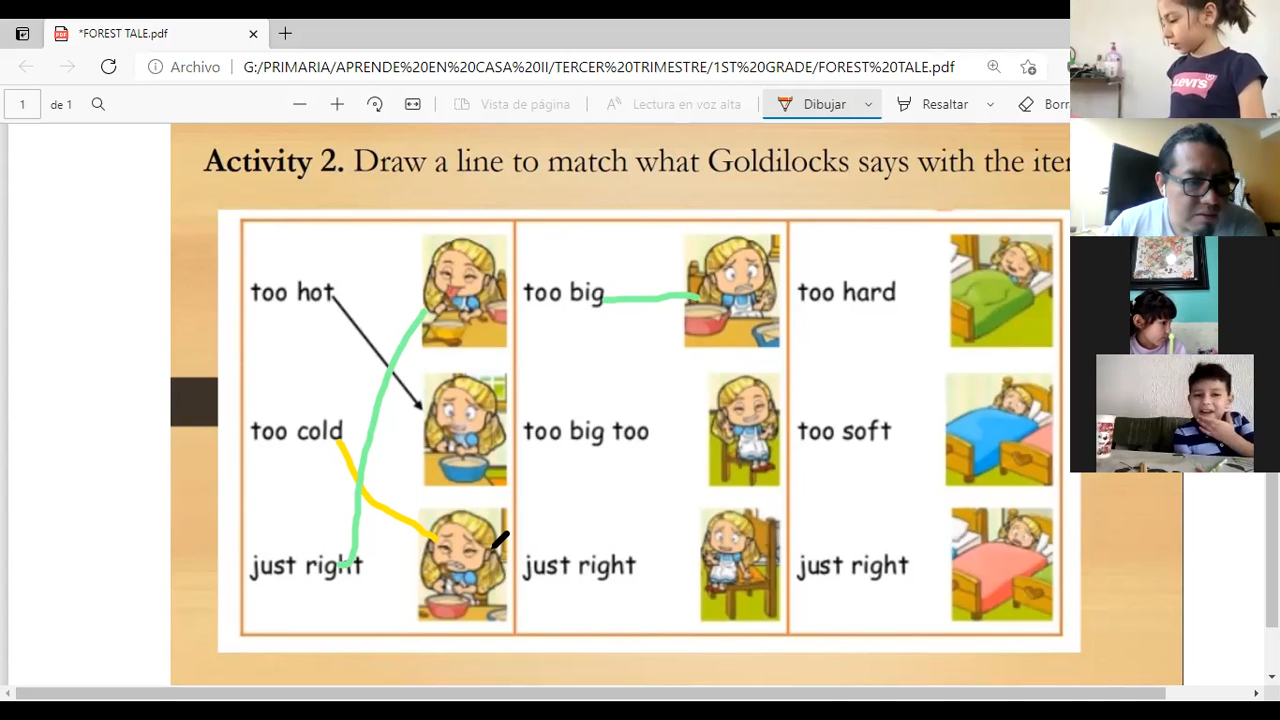 *FOREST TALE.pdf
Archivo G:/PRIMARIA/APRENDE%20EN%20CASA%20II/TERCER%20TRIMESTRE/1ST%20GRADE/FOREST%20TALE.pdf
1 de 1 Vista de página Lectura en voz alta Dibujar Resaltar Borr
Activity 2. Draw a line to match what Goldilocks says with the iter
too hot too big too hard
too cold too big too too soft
just right just right just right
Levi's